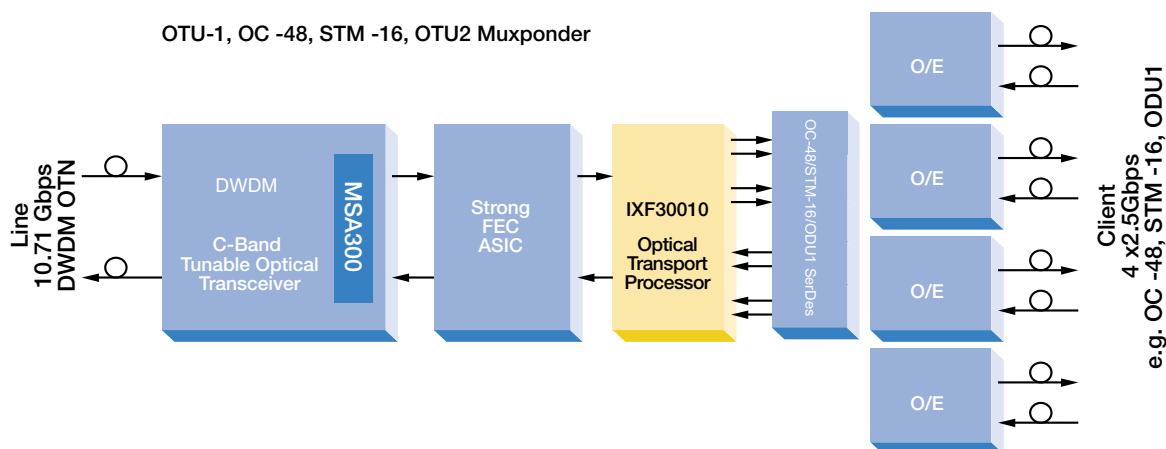 OTU-1, OC -48, STM -16, OTU2 Muxponder
Line
10.71 Gbps
DWDM OTN
DWDM
C-Band
Tunable Optical
Transceiver
MSA300
Strong
FEC
ASIC
IXF30010
Optical
Transport
Processor
OC-48/STM-16/ODU1 SerDes
O/E
O/E
O/E
O/E
Client
4 x2.5Gbps
e.g. OC -48, STM -16, ODU1